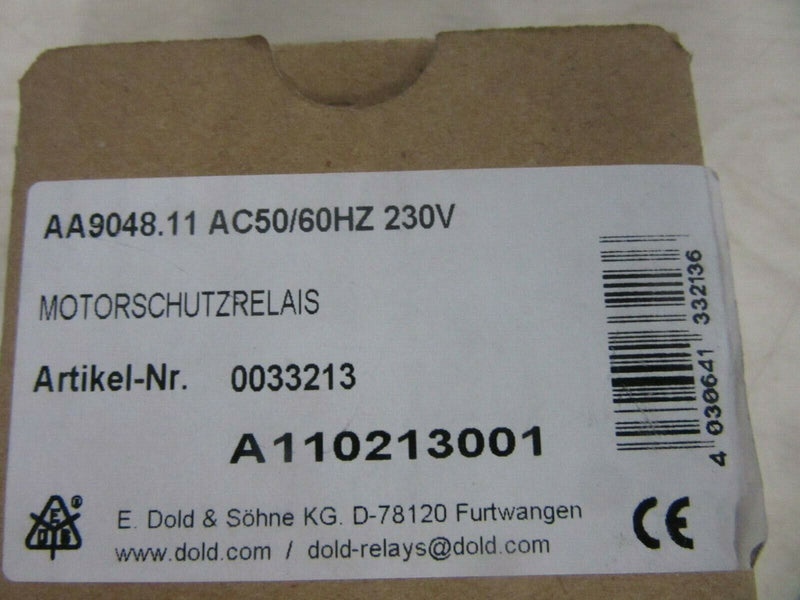 AA9048.11 AC50/60HZ 230V
MOTORSCHUTZRELAIS
Artikel-Nr. 0033213
A110213001
4 030641 332136
E. Dold & Söhne KG. D-78120 Furtwangen
www.dold.com / dold-relays@dold.com
CE